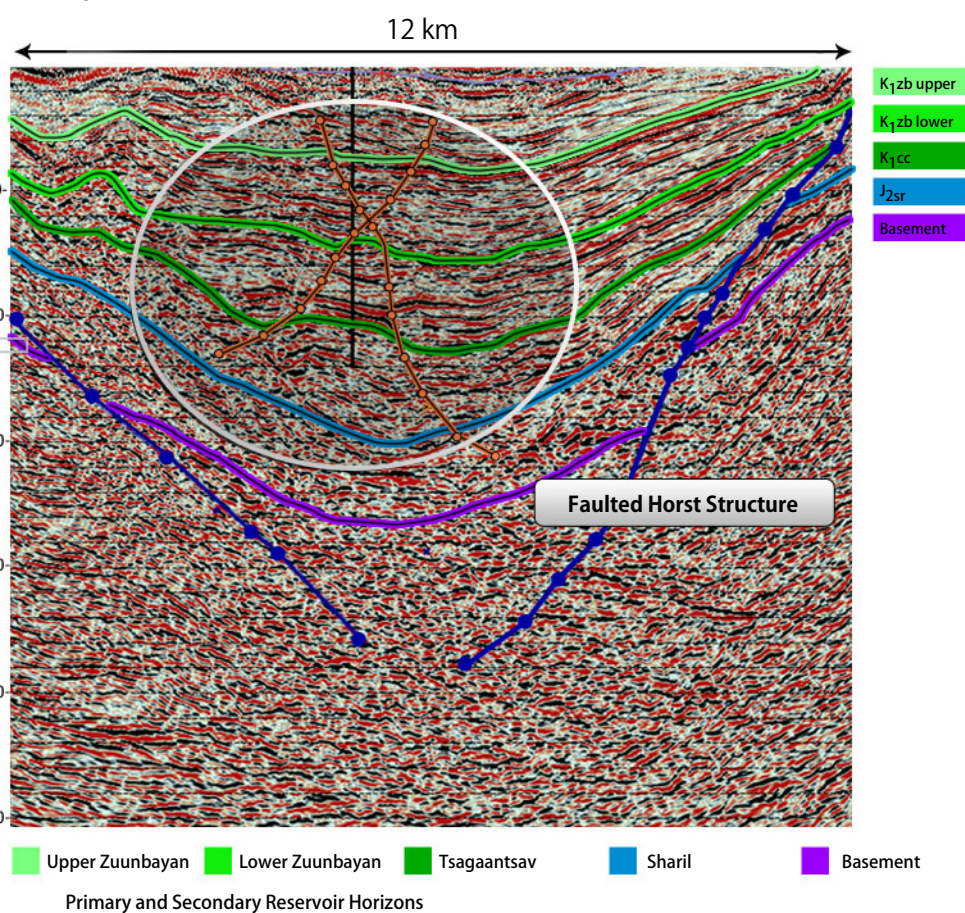 12 km
K1zb upper
K1zb lower
K1cc
J2sr
Basement
Faulted Horst Structure
Upper Zuunbayan
Lower Zuunbayan
Tsagaantsav
Sharil
Basement
Primary and Secondary Reservoir Horizons